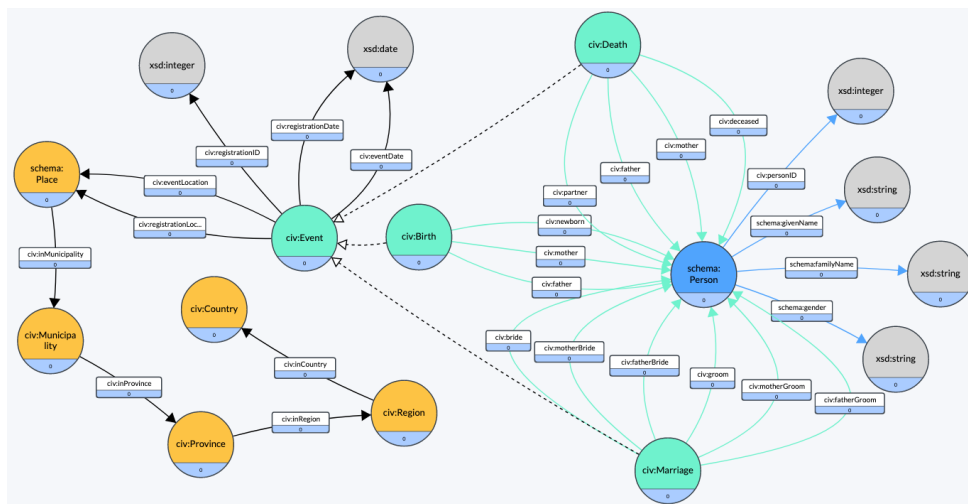 civ:Death
0
xsd:integer
0
xsd:date
0
xsd:integer
0
civ:registrationDate
0
civ:deceased
0
civ:mother
0
civ:registrationID
0
civ:eventDate
0
civ:father
0
civ:personID
0
schema:
Place
0
civ:eventLocation
0
civ:partner
0
xsd:string
0
civ:registrationLoc...
0
civ:newborn
0
schema:givenName
0
civ:Event
0
civ:Birth
0
civ:mother
0
civ:inMunicipality
0
schema:familyName
0
xsd:string
0
schema:
Person
0
civ:father
0
schema:gender
0
civ:Country
0
civ:Municipa
lity
0
civ:bride
0
civ:motherBride
0
civ:fatherBride
0
xsd:string
0
civ:inCountry
0
civ:groom
0
civ:motherGroom
0
civ:inProvince
0
civ:fatherGroom
0
civ:Region
0
civ:inRegion
0
civ:Province
0
civ:Marriage
0